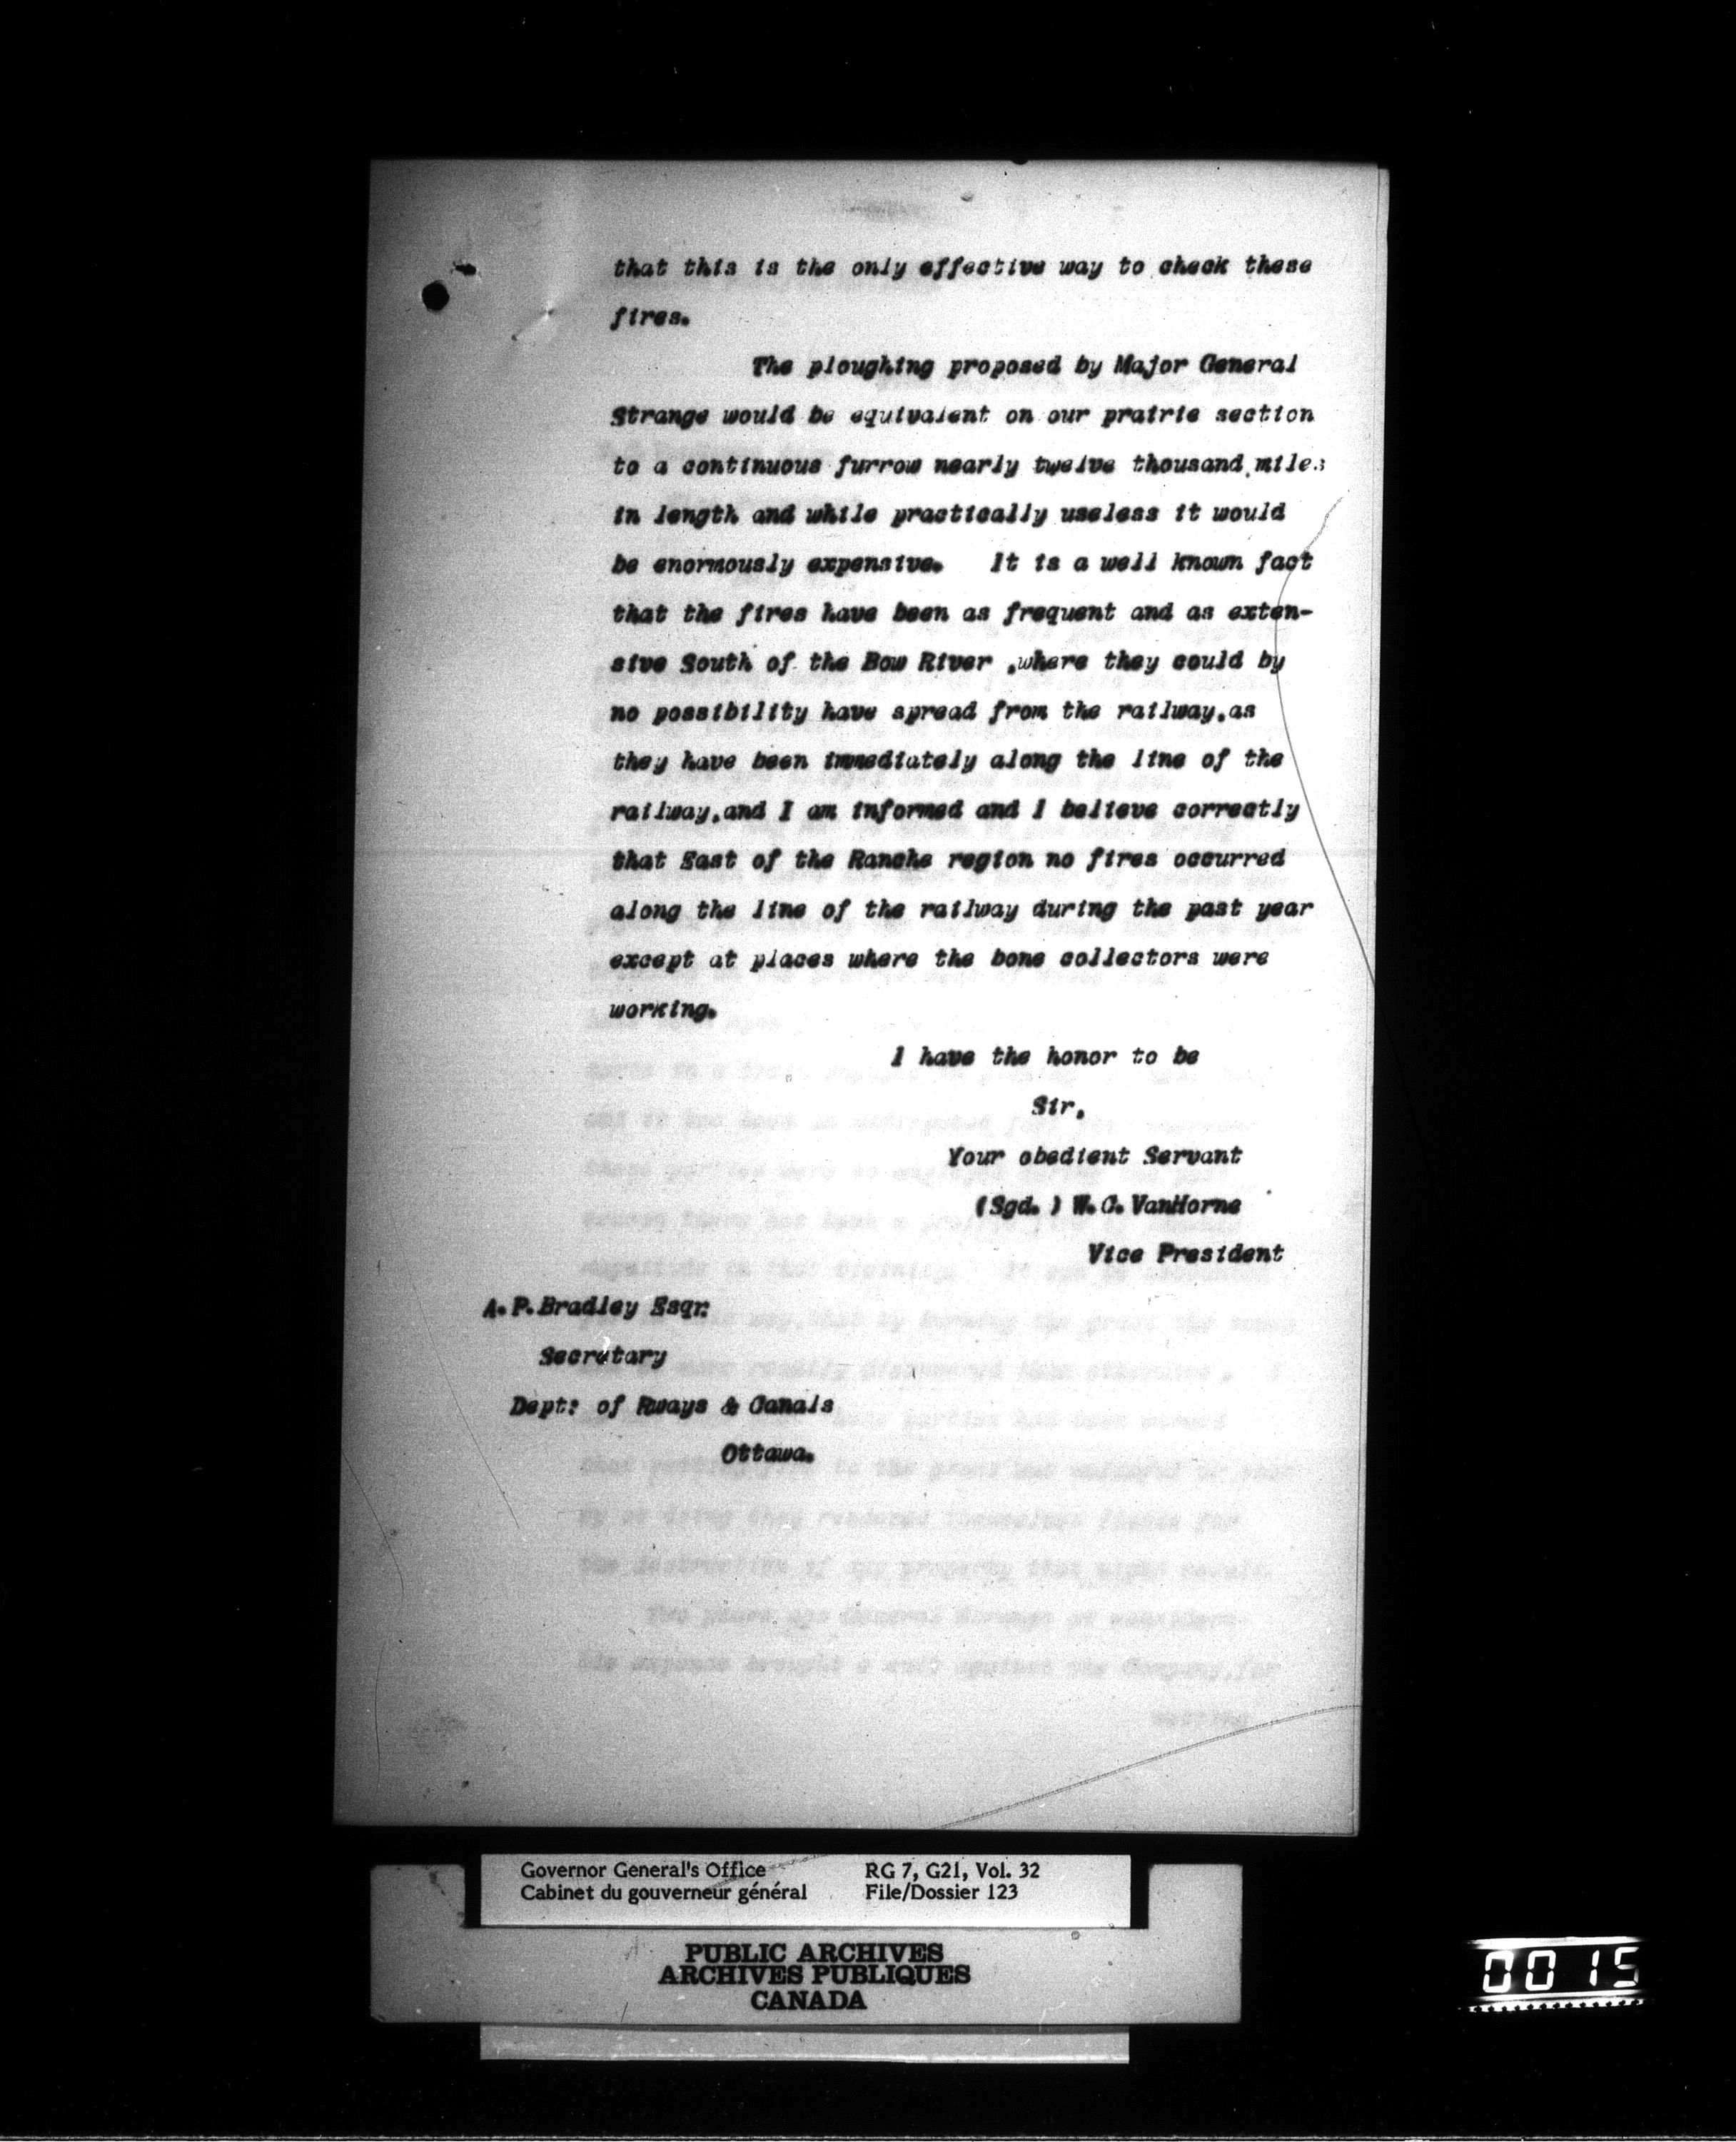 that this is the only effective way to check these
fires.
The ploughing proposed by Major General
Strange would be equivalent on our prairie section
to a continuous furrow nearly twelve thousand miles
in length and while practically useless it would
be enormously expensive. It is a well known fact
that the fires have been as frequent and as exten-
sive South of the Bow River ,where they could by
no possibility have spread from the railway,as
they have been immediately along the line of the
railway,and I am informed and I believe correctly
that East of the Ranche region no fires occurred
along the line of the railway during the past year
except at places where the bone collectors were
working.
I have the honor to be
Sir,
Your obedient Servant
(Sgd.) W.C. VanHorne
Vice President
A.P.Bradley Esqr.
Secretary
Dept: of Rways & Canals
Ottawa.
Governor General's Office RG 7, G21, Vol. 32
Cabinet du gouverneur général File/Dossier 123
PUBLIC ARCHIVES
ARCHIVES PUBLIQUES
CANADA
0015